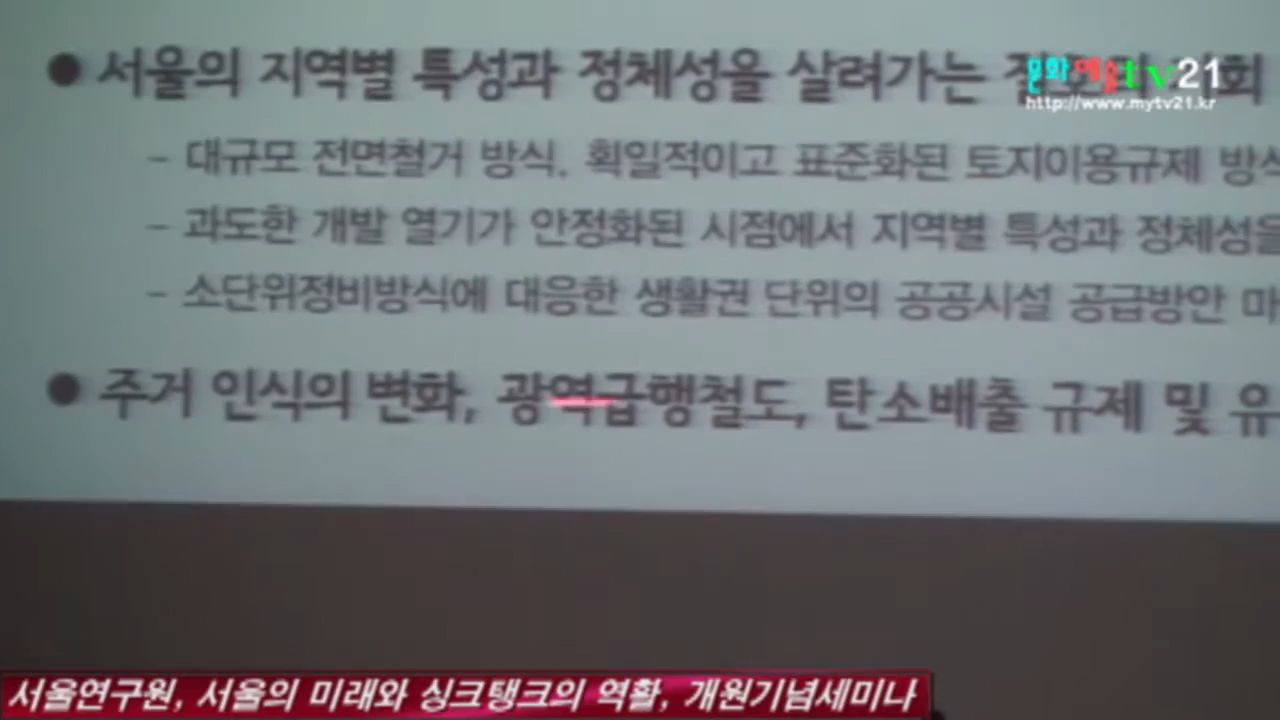 ● 서울의 지역별 특성과 정체성을 살려가는 회
문화예술tv21
http://www.mytv21.kr
- 대규모 전면철거 방식. 획일적이고 표준화된 토지이용규제 방식
- 과도한 개발 열기가 안정화된 시점에서 지역별 특성과 정체성을
- 소단위정비방식에 대응한 생활권 단위의 공공시설 공급방안 마
● 주거 인식의 변화, 광역급행철도, 탄소배출 규제 및 유
서울연구원, 서울의 미래와 싱크탱크의 역활, 개원기념세미나